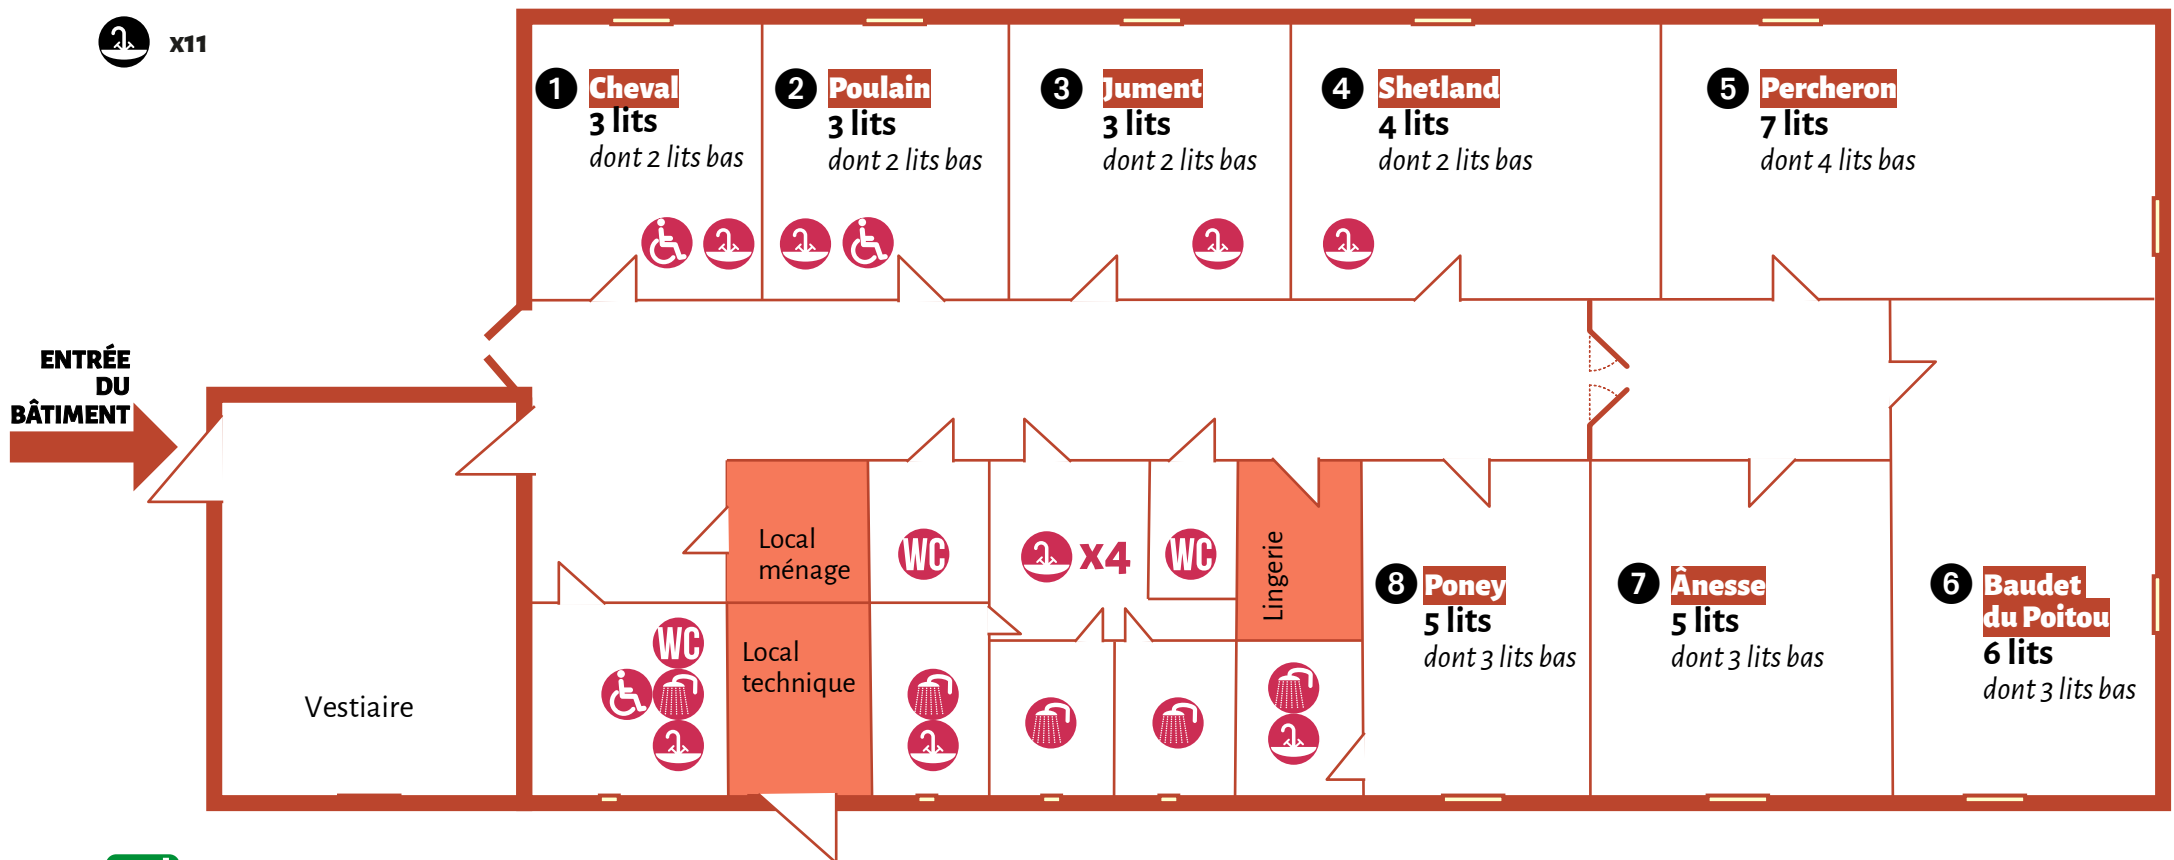 x11
1 Cheval
3 lits
dont 2 lits bas
2 Poulain
3 lits
dont 2 lits bas
3 Jument
3 lits
dont 2 lits bas
4 Shetland
4 lits
dont 2 lits bas
5 Percheron
7 lits
dont 4 lits bas
ENTRÉE
DU
BÂTIMENT
Vestiaire
Local
ménage
WC
x4
WC
Lingerie
WC
Local
technique
8 Poney
5 lits
dont 3 lits bas
7 Ânesse
5 lits
dont 3 lits bas
6 Baudet
du Poitou
6 lits
dont 3 lits bas